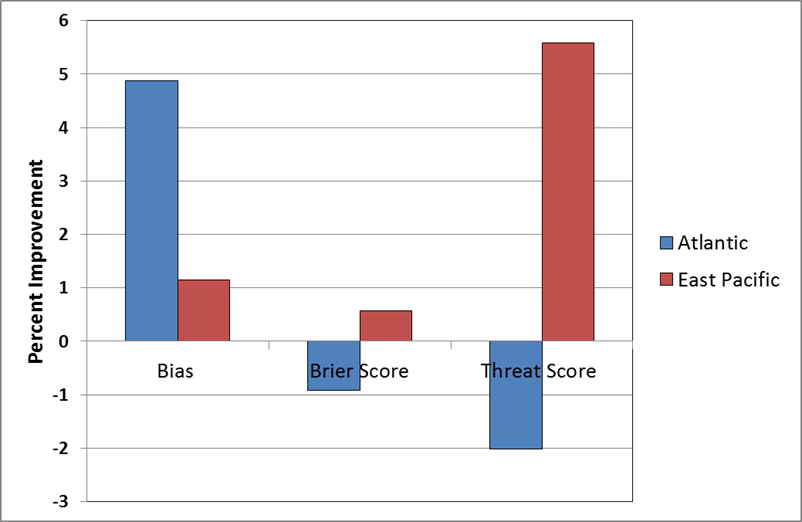 6
5
4
3
2
1
0
-1
-2
-3
Percent Improvement
Bias
Brier Score
Threat Score
Atlantic
East Pacific